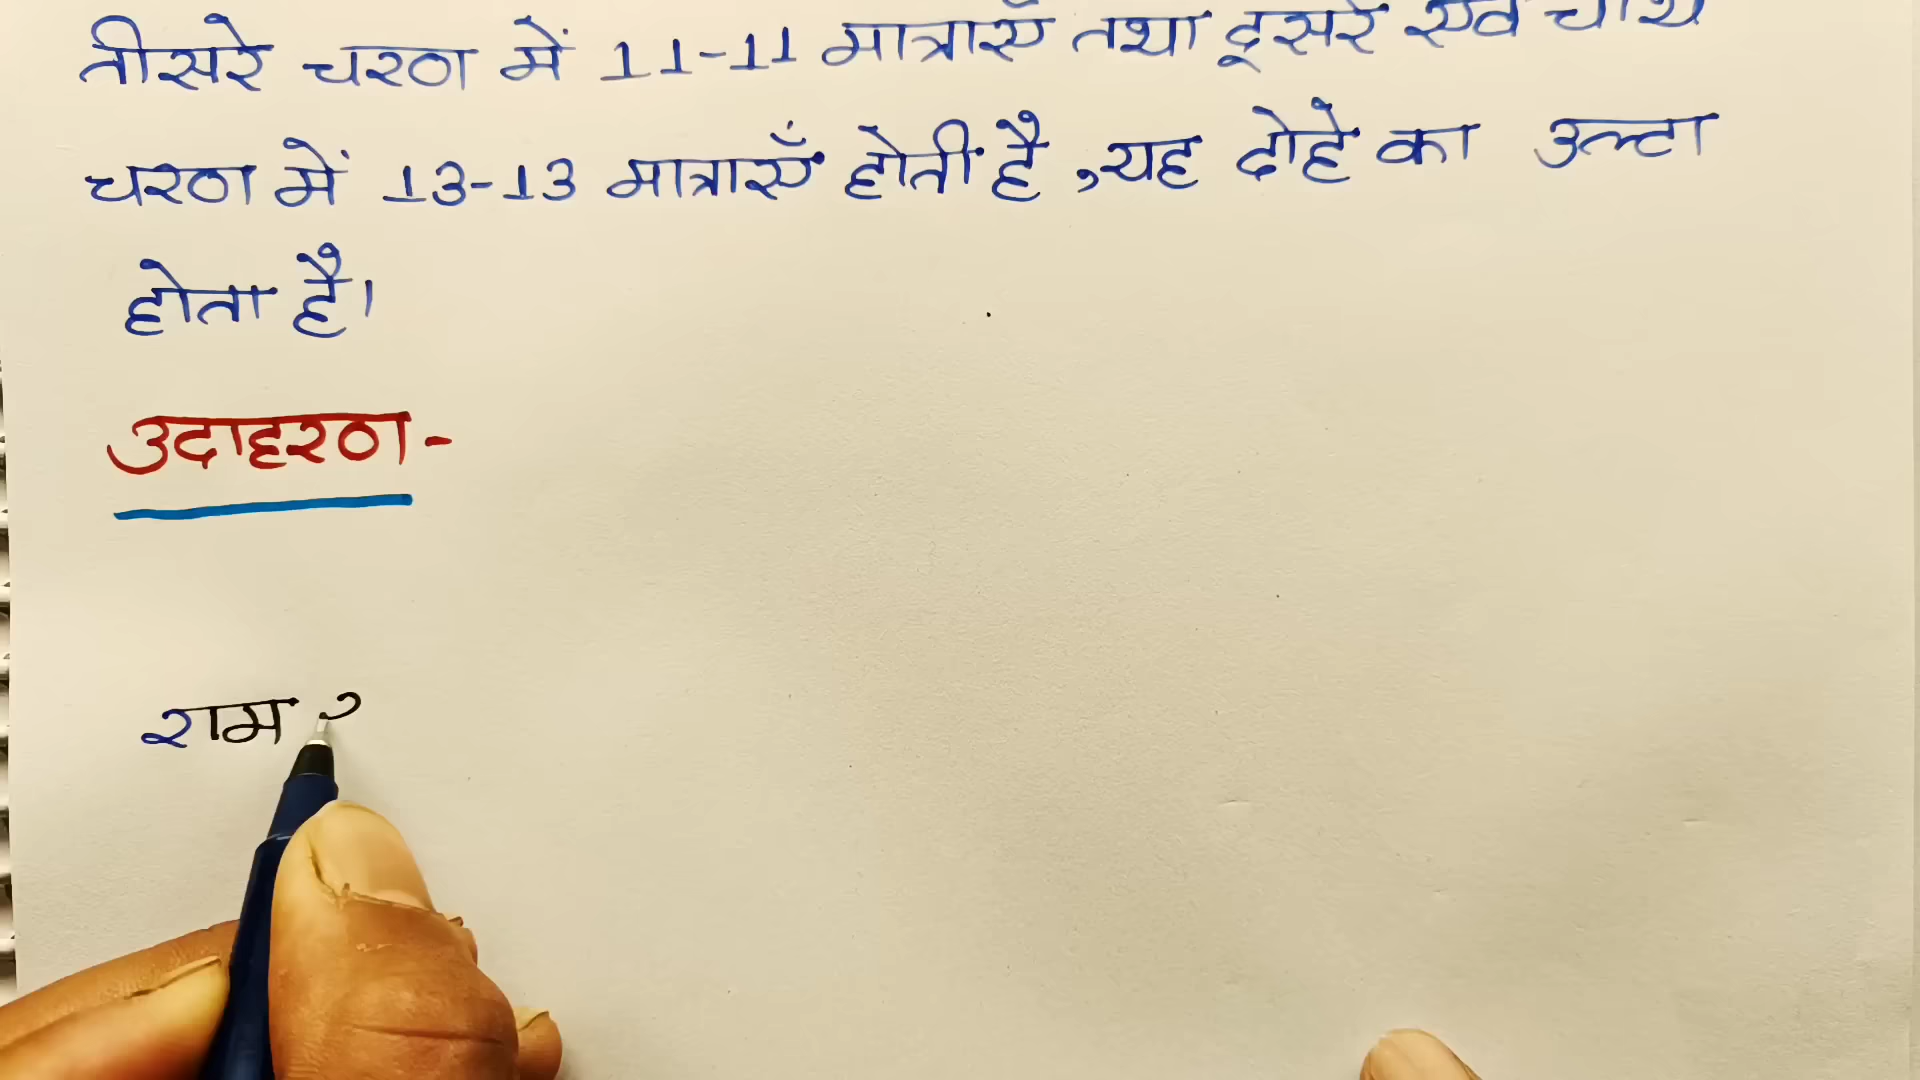 तीसरे चरण में 11-11 मात्राएँ तथा दूसरे एवं चौथे
चरण में 13-13 मात्राएँ होती है ,यह दोहे का उल्टा
होता है।
उदाहरण-
राम